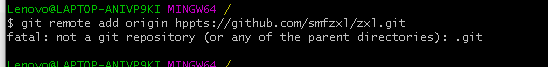 Lenovo@LAPTOP-ANIVP9KI MINGW64 /
$ git remote add origin hppts://github.com/smfzxl/zxl.git
fatal: not a git repository (or any of the parent directories): .git
Lenovo@LAPTOP-ANIVP9KI MINGW64 /